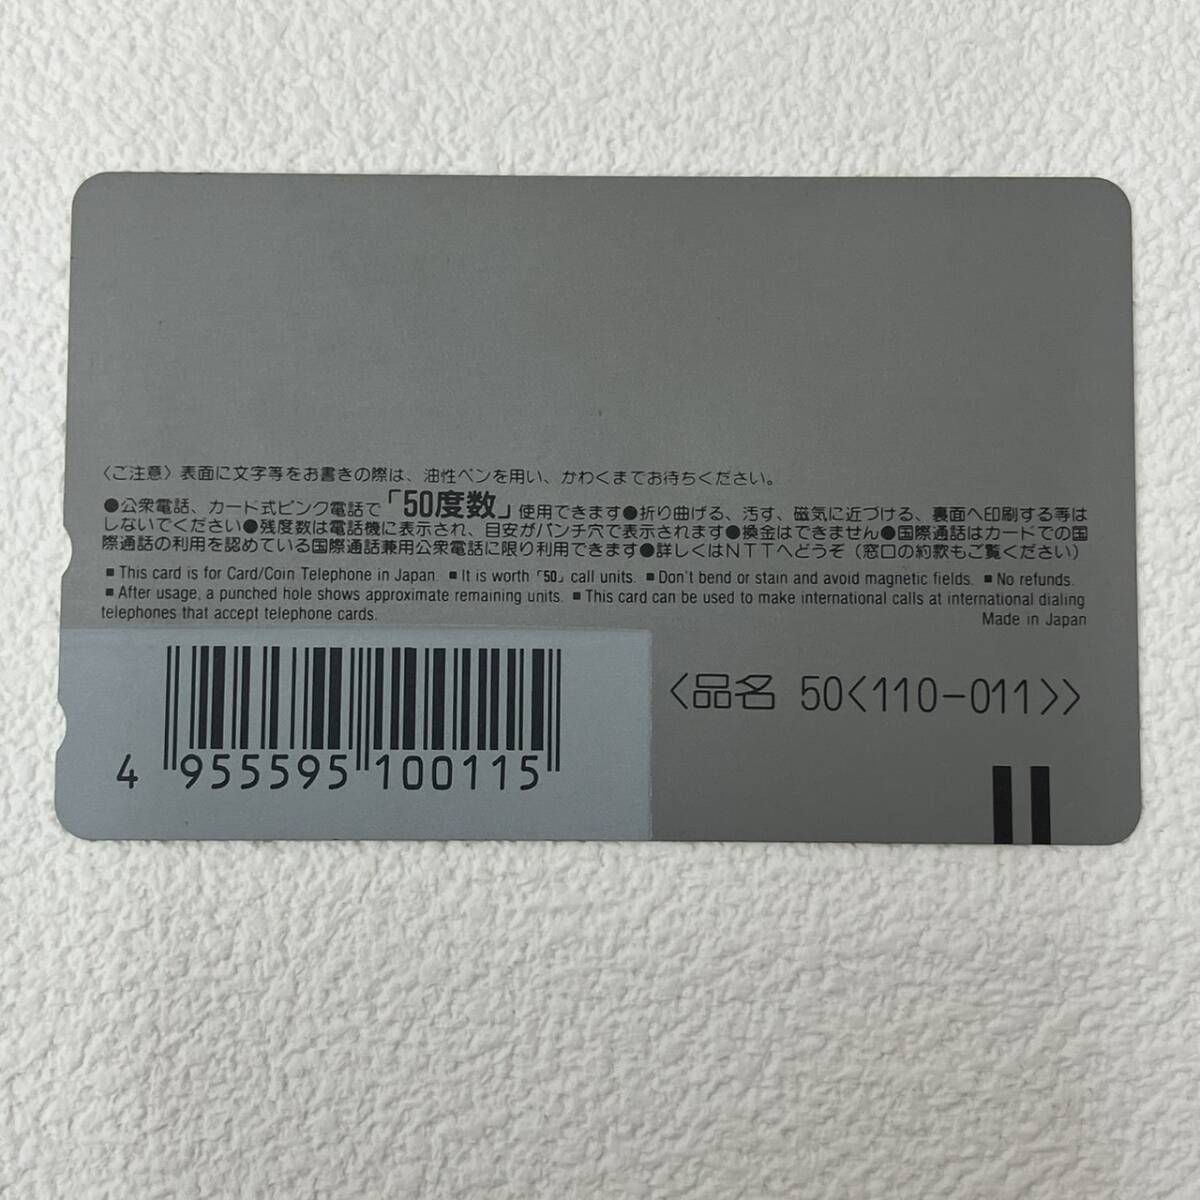 〈ご注意〉表面に文字等をお書きの際は、油性ペンを用い、かわくまでお待ちください。
●公衆電話、カード式ピンク電話で「50度数」使用できます●折り曲げる、汚す、磁気に近づける、裏面へ印刷する等は
しないでください●残度数は電話機に表示され、目安がパンチ穴で表示されます●換金はできません●国際通話はカードでの国
際通話の利用を認めている国際通話兼用公衆電話に限り利用できます●詳しくはNTTへどうぞ(窓口の約款もご覧ください)
■ This card is for Card/Coin Telephone in Japan. ■ It is worth「50」call units. ■ Don't bend or stain and avoid magnetic fields. ■ No refunds.
■ After usage, a punched hole shows approximate remaining units. ■ This card can be used to make international calls at international dialing
telephones that accept telephone cards. Made in Japan
〈品名 50〈110-011〉〉
4 955595 100115